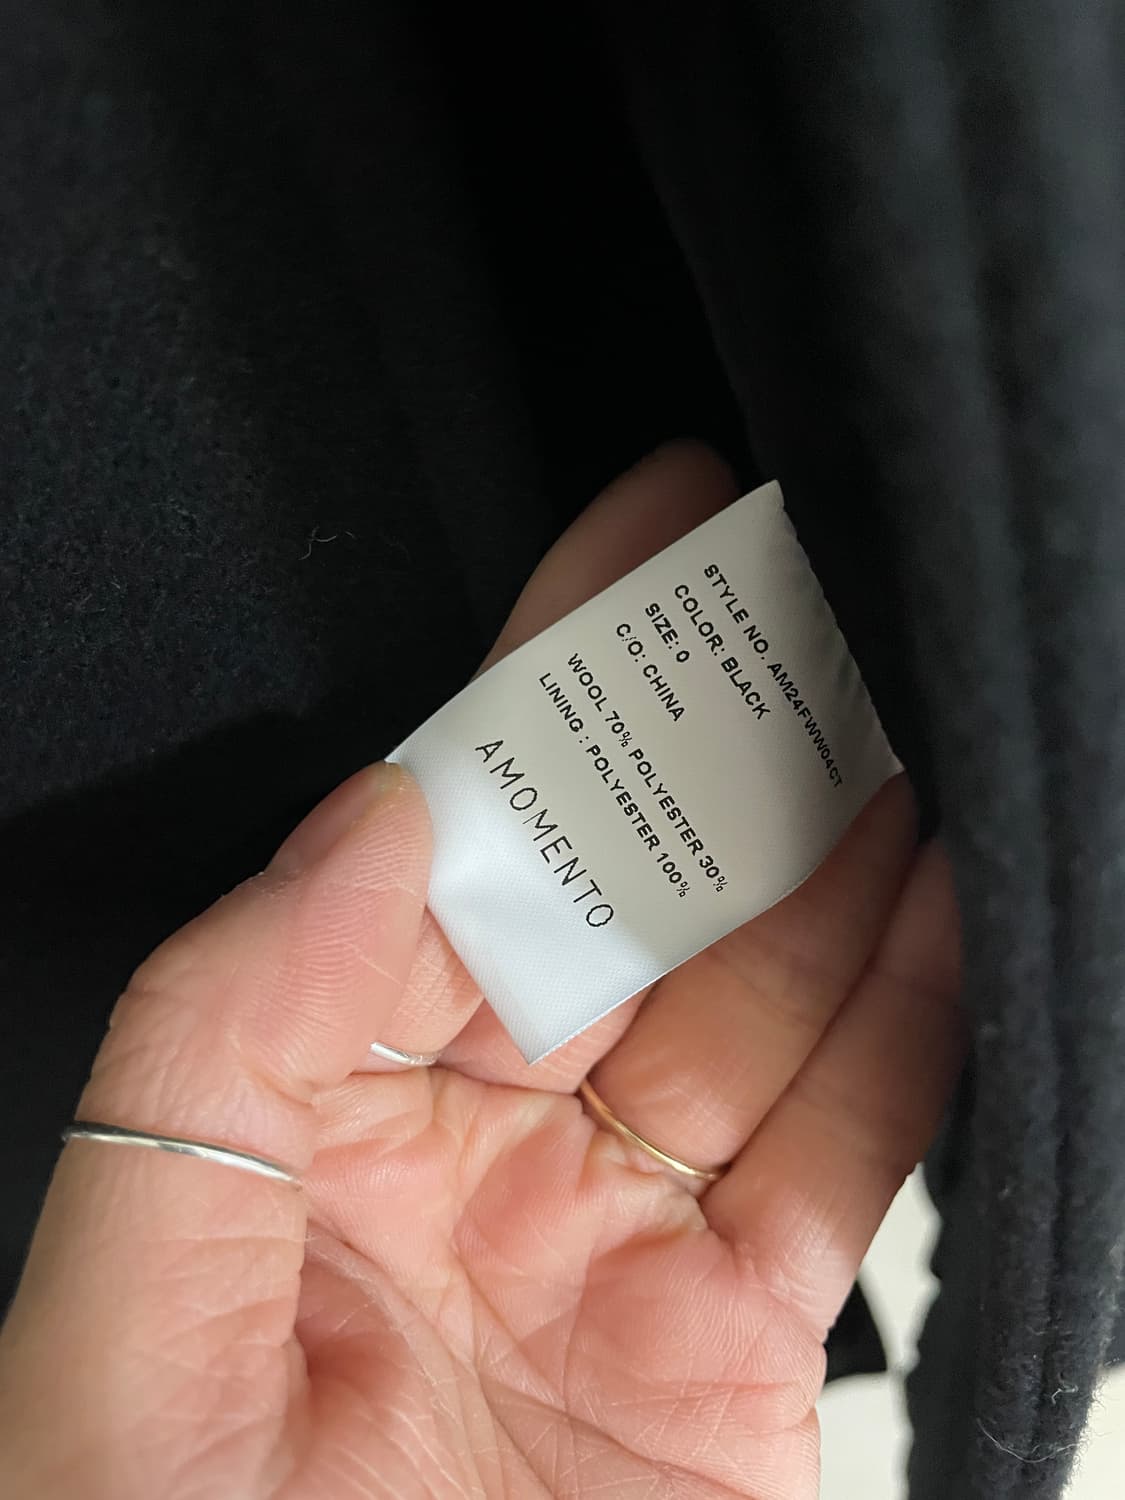 STYLE NO. AM24FWW04CT
COLOR: BLACK
SIZE: 0
C/O: CHINA
WOOL 70% POLYESTER 30%
LINING : POLYESTER 100%
AMOMENTO